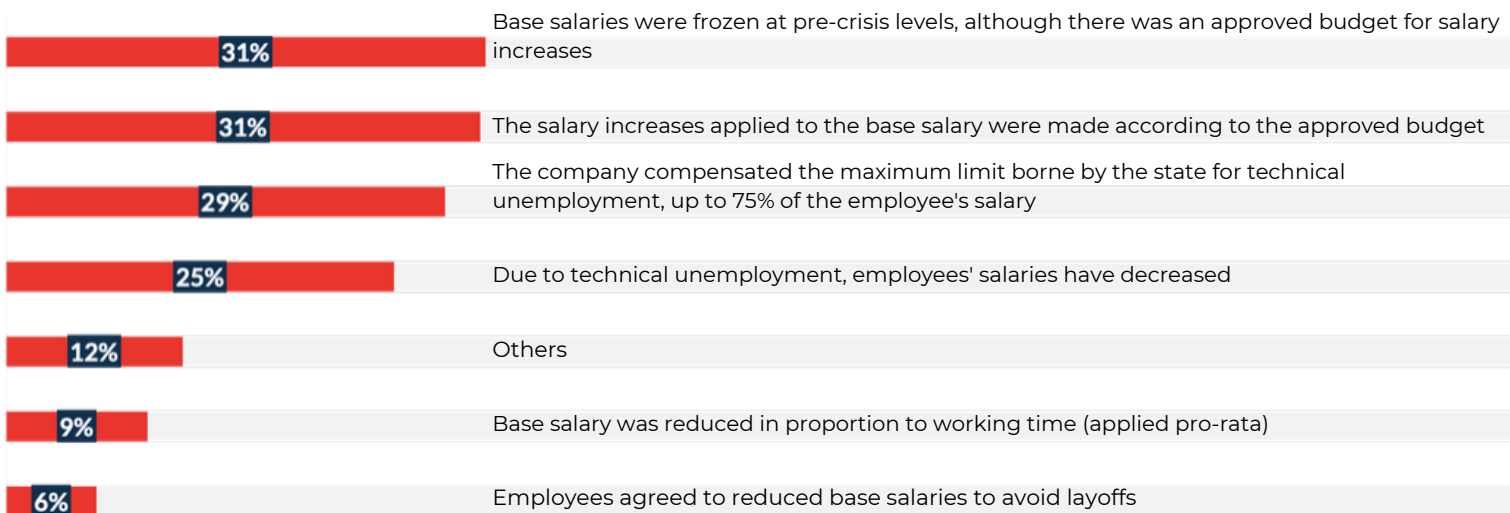 Base salaries were frozen at pre-crisis levels, although there was an approved budget for salary
increases
31%
31%
The salary increases applied to the base salary were made according to the approved budget
The company compensated the maximum limit borne by the state for technical
unemployment, up to 75% of the employee's salary
29%
25%
Due to technical unemployment, employees' salaries have decreased
12%
Others
9%
Base salary was reduced in proportion to working time (applied pro-rata)
6%
Employees agreed to reduced base salaries to avoid layoffs